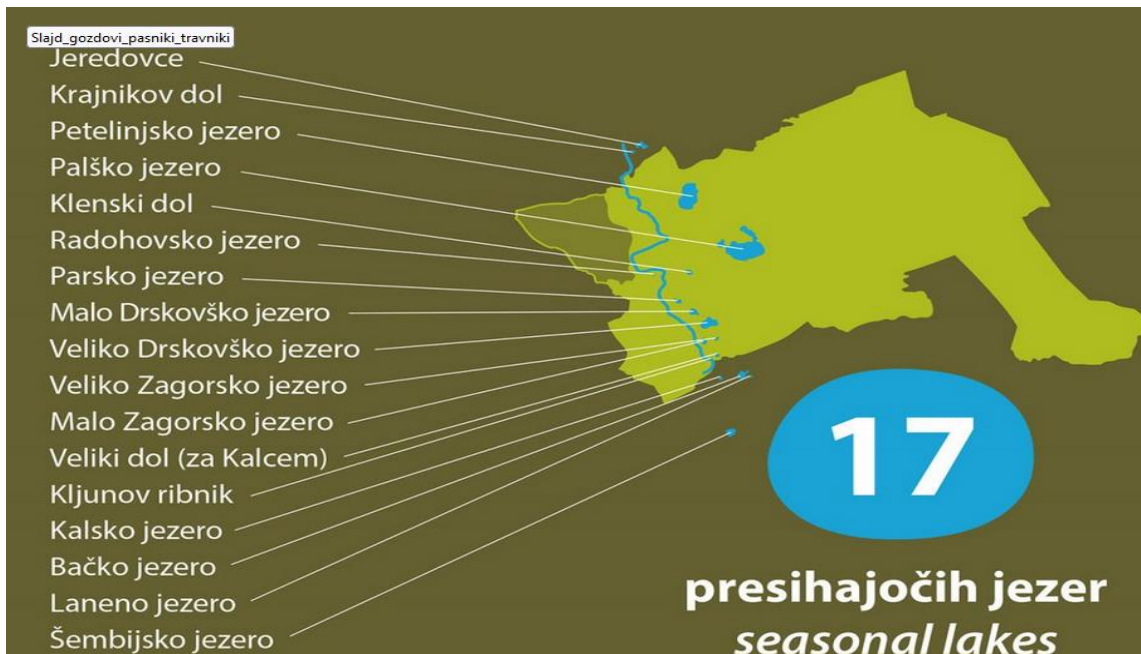 Slajd_gozdovi_pasniki_travniki
Jeredovce
Krajnikov dol
Petelinjsko jezero
Palško jezero
Klenski dol
Radohovsko jezero
Parsko jezero
Malo Drskovško jezero
Veliko Drskovško jezero
Veliko Zagorsko jezero
Malo Zagorsko jezero
Veliki dol (za Kalcem)
Kljunov ribnik
Kalsko jezero
Bačko jezero
Laneno jezero
Šembijsko jezero
17
presihajočih jezer
seasonal lakes